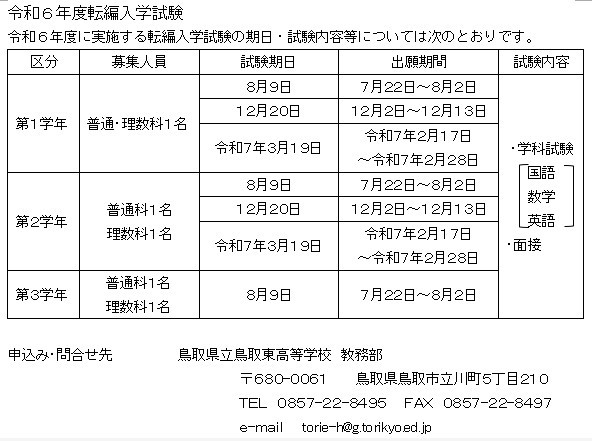 令和６年度転編入学試験
令和６年度に実施する転編入学試験の期日・試験内容等については次のとおりです。
区分 募集人員 試験期日 出願期間 試験内容
第1学年 普通・理数科1名 8月9日 7月22日～8月2日
12月20日 12月2日～12月13日
令和7年3月19日 令和7年2月17日
～令和7年2月28日
第2学年 普通科1名
理数科1名
8月9日 7月22日～8月2日
12月20日 12月2日～12月13日
令和7年3月19日 令和7年2月17日
～令和7年2月28日
第3学年 普通科1名
理数科1名
8月9日 7月22日～8月2日
・学科試験
国語
数学
英語
・面接
申込み・問合せ先 鳥取県立鳥取東高等学校 教務部
〒680-0061 鳥取県鳥取市立川町5丁目210
TEL 0857-22-8495 FAX 0857-22-8497
e-mail torie-h@g.torikyo.ed.jp